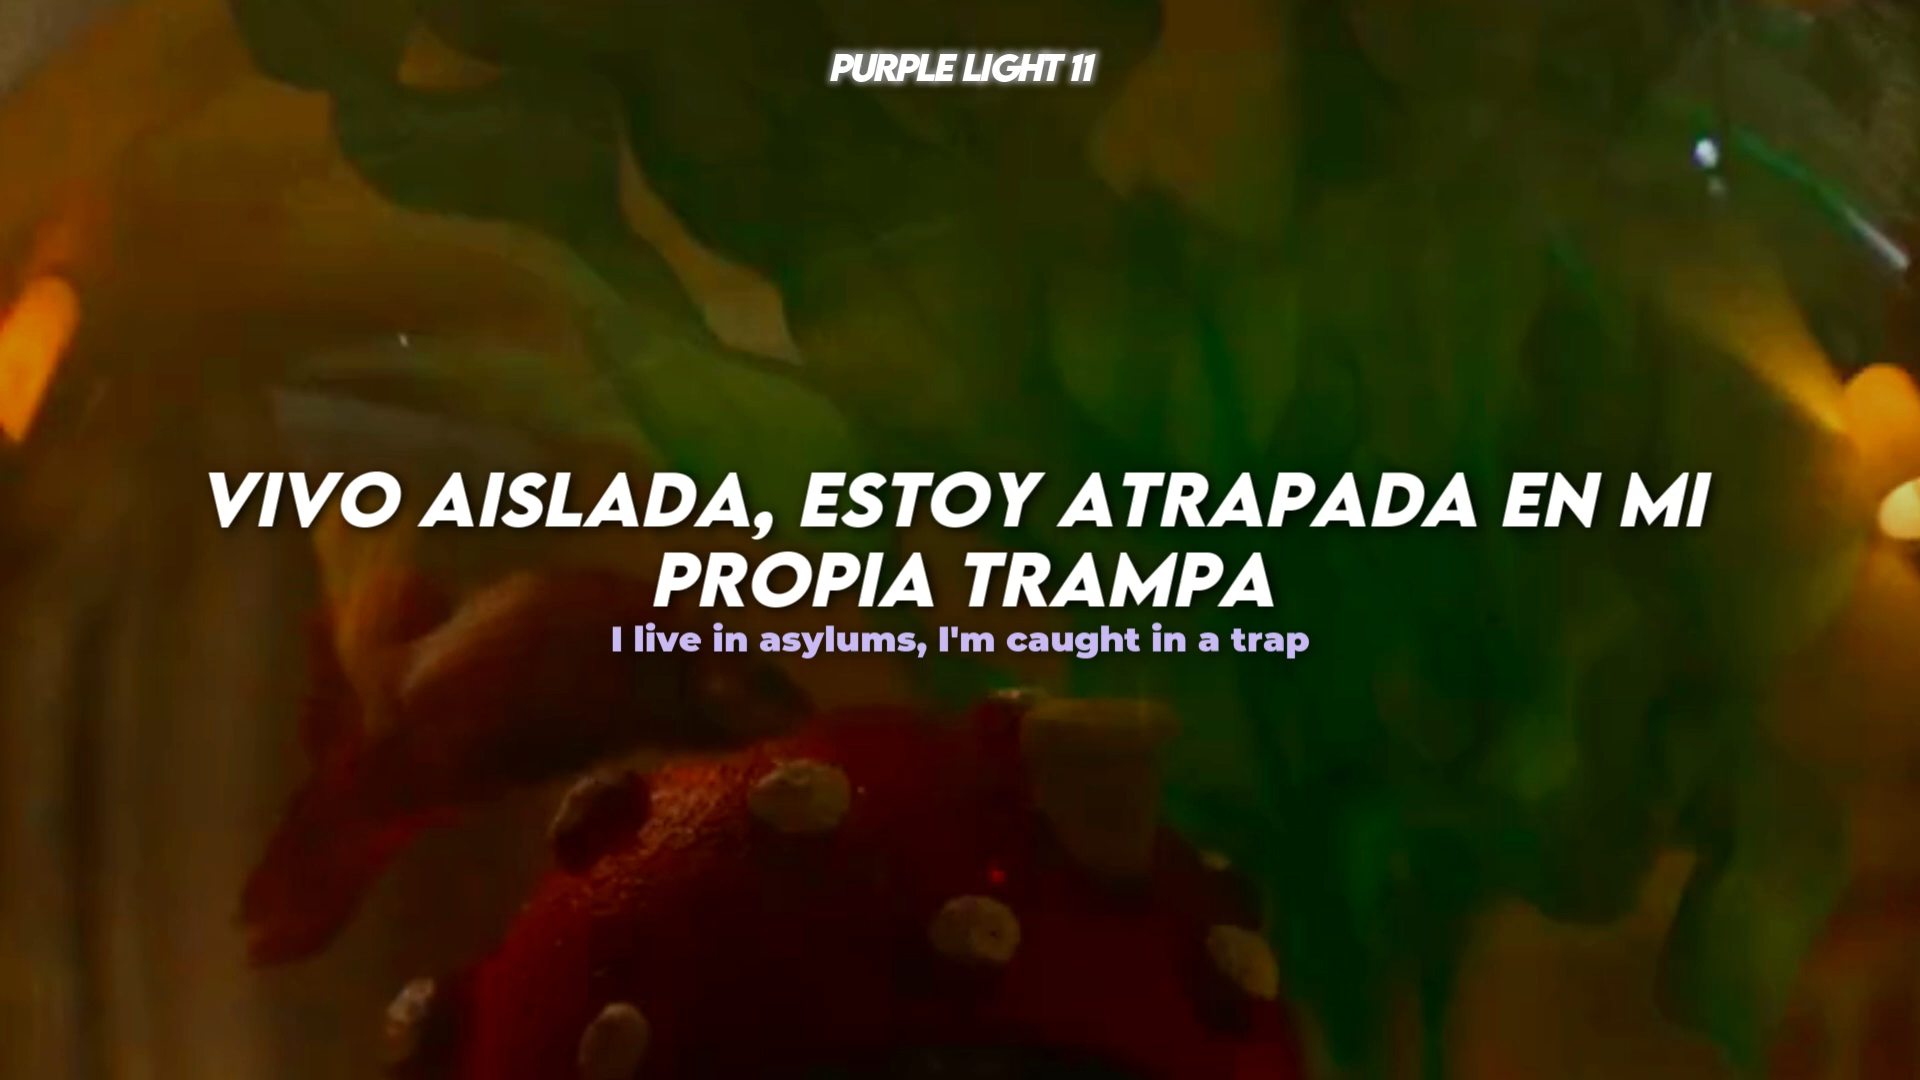 PURPLE LIGHT 11
VIVO AISLADA, ESTOY ATRAPADA EN MI
PROPIA TRAMPA
I live in asylums, I'm caught in a trap